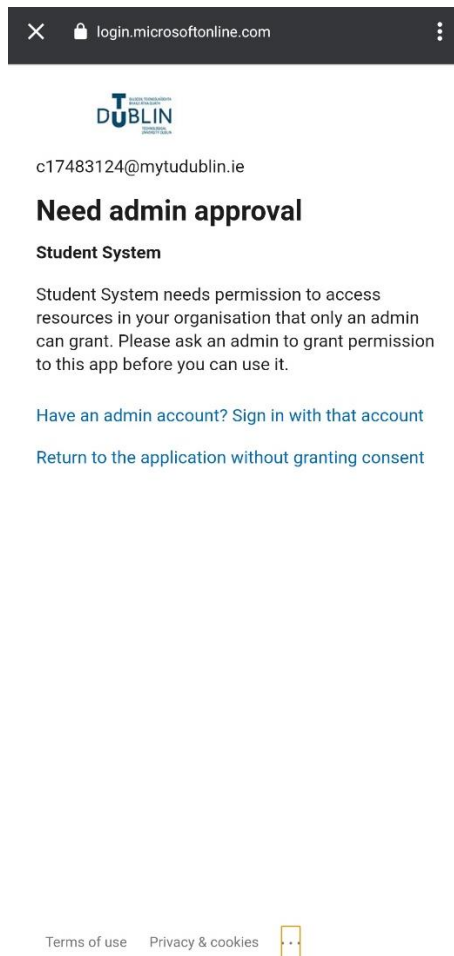 login.microsoftonline.com
DUBLIN
c17483124@mytudublin.ie
Need admin approval
Student System
Student System needs permission to access
resources in your organisation that only an admin
can grant. Please ask an admin to grant permission
to this app before you can use it.
Have an admin account? Sign in with that account
Return to the application without granting consent
Terms of use Privacy & cookies ...